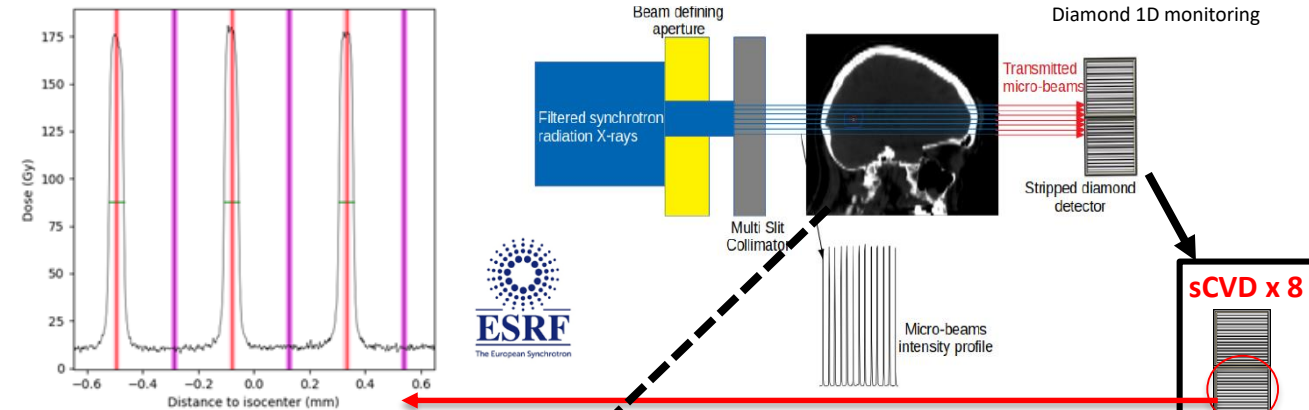 175
150
125
100
75
50
25
0
Dose (Gy)
−0.6
−0.4
−0.2
0.0
0.2
0.4
0.6
Distance to isocenter (mm)
Beam defining
aperture
Filtered synchrotron
radiation X-rays
Multi Slit
Collimator
ESRF
The European Synchrotron
Micro-beams
intensity profile
Diamond 1D monitoring
Transmitted
micro-beams
Stripped diamond
detector
sCVD x 8